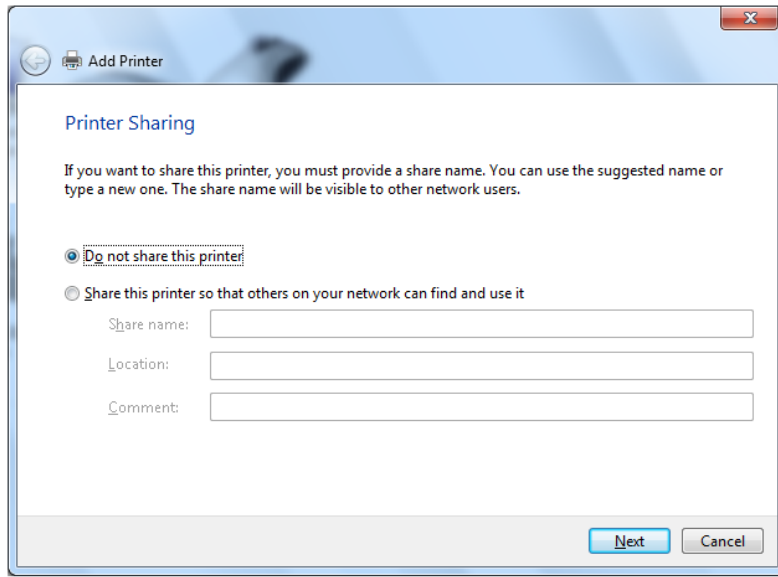 Add Printer
Printer Sharing
If you want to share this printer, you must provide a share name. You can use the suggested name or
type a new one. The share name will be visible to other network users.
Do not share this printer
Share this printer so that others on your network can find and use it
Share name:
Location:
Comment:
Next Cancel